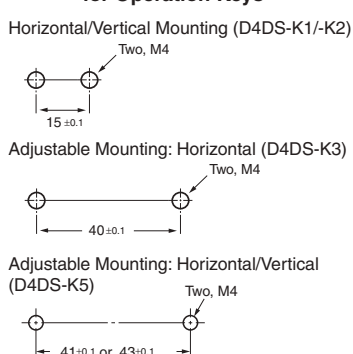 for Operation Keys
Horizontal/Vertical Mounting (D4DS-K1/-K2)
Two, M4
15 ±0.1
Adjustable Mounting: Horizontal (D4DS-K3)
Two, M4
40 ±0.1
Adjustable Mounting: Horizontal/Vertical
(D4DS-K5)
Two, M4
41±0.1 or 43±0.1